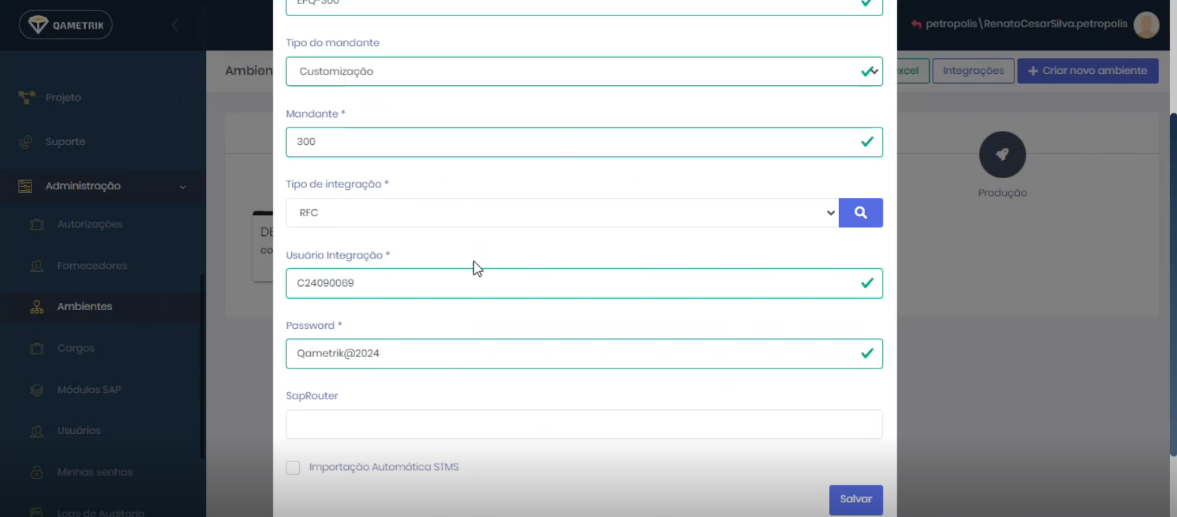 QAMETRIK
petropolis\RenatoCesarSilva.petropolis
Projeto
Suporte
Administração
Autorizações
Fornecedores
Ambientes
Cargos
Módulos SAP
Usuários
Minhas senhas
Logs de Auditoria
Ambien
excel
Integrações
+ Criar novo ambiente
Produção
DE
co
EPQ-300
Tipo do mandante
Customização
Mandante *
300
Tipo de integração *
RFC
Usuário Integração *
C24090069
Password *
Qametrik@2024
SapRouter
Importação Automática STMS
Salvar